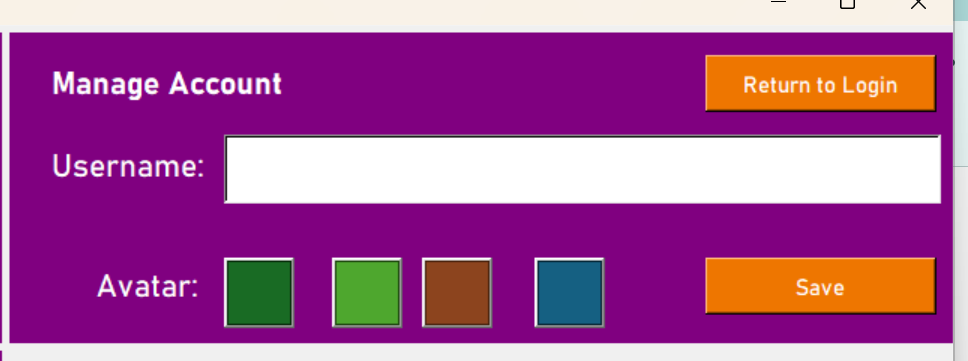 Manage Account
Return to Login
Username:
Avatar:
Save